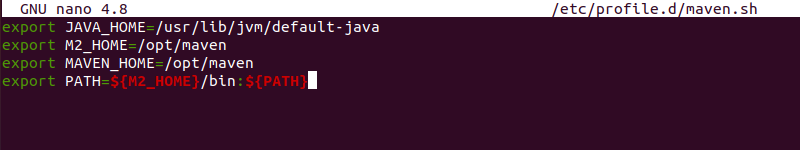 GNU nano 4.8 /etc/profile.d/maven.sh
export JAVA_HOME=/usr/lib/jvm/default-java
export M2_HOME=/opt/maven
export MAVEN_HOME=/opt/maven
export PATH=${M2_HOME}/bin:${PATH}